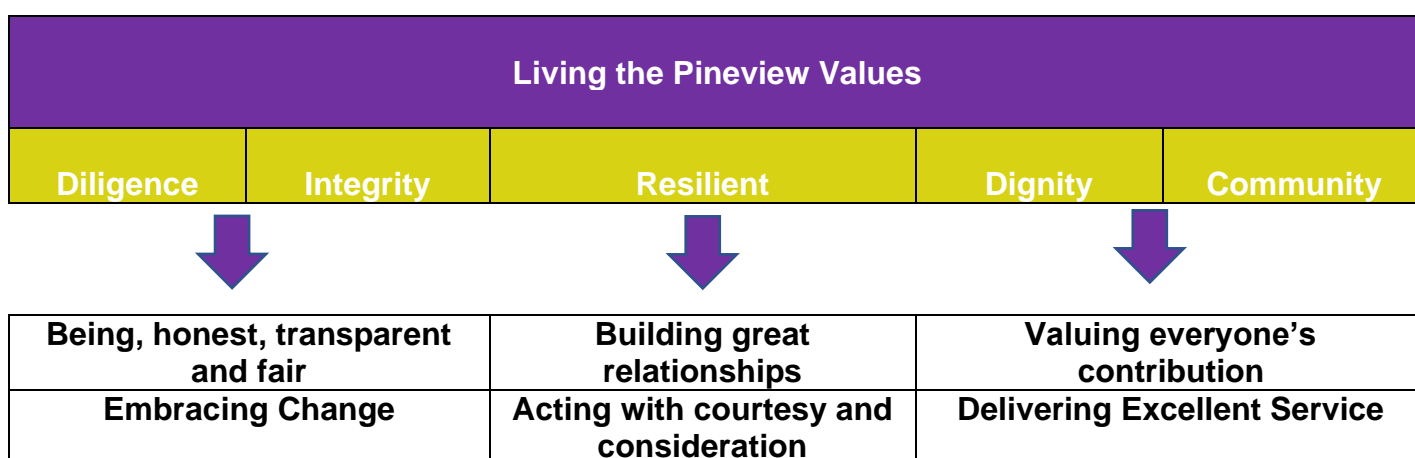 Living the Pineview Values
Diligence
Integrity
Resilient
Dignity
Community
Being, honest, transparent
and fair
Building great
relationships
Valuing everyone’s
contribution
Embracing Change
Acting with courtesy and
consideration
Delivering Excellent Service